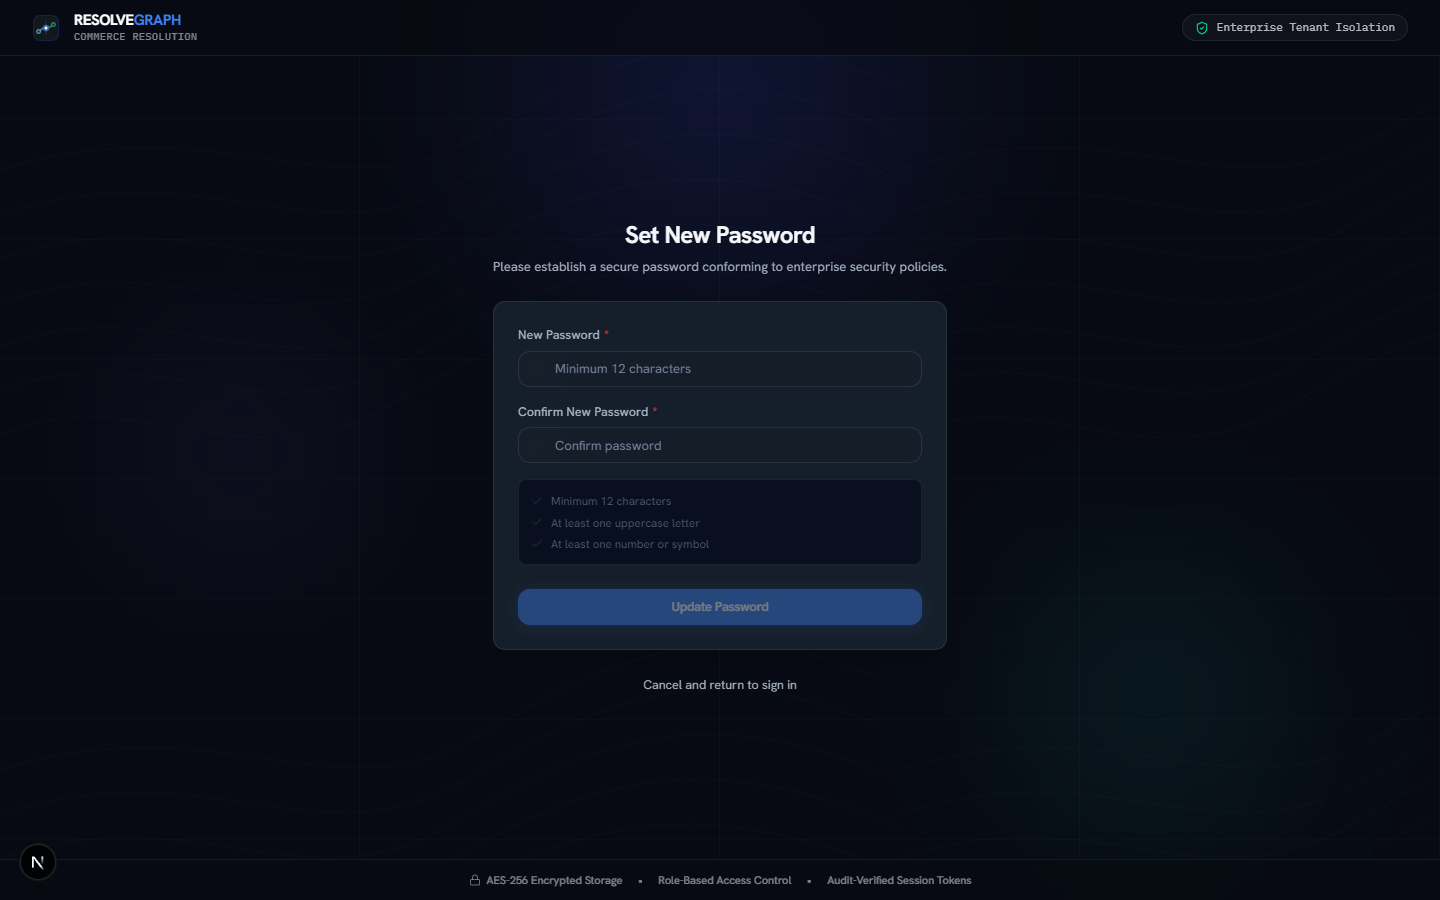 RESOLVEGRAPH
COMMERCE RESOLUTION
Enterprise Tenant Isolation
Set New Password
Please establish a secure password conforming to enterprise security policies.
New Password *
Minimum 12 characters
Confirm New Password *
Confirm password
Minimum 12 characters
At least one uppercase letter
At least one number or symbol
Update Password
Cancel and return to sign in
N
AES-256 Encrypted Storage • Role-Based Access Control • Audit-Verified Session Tokens